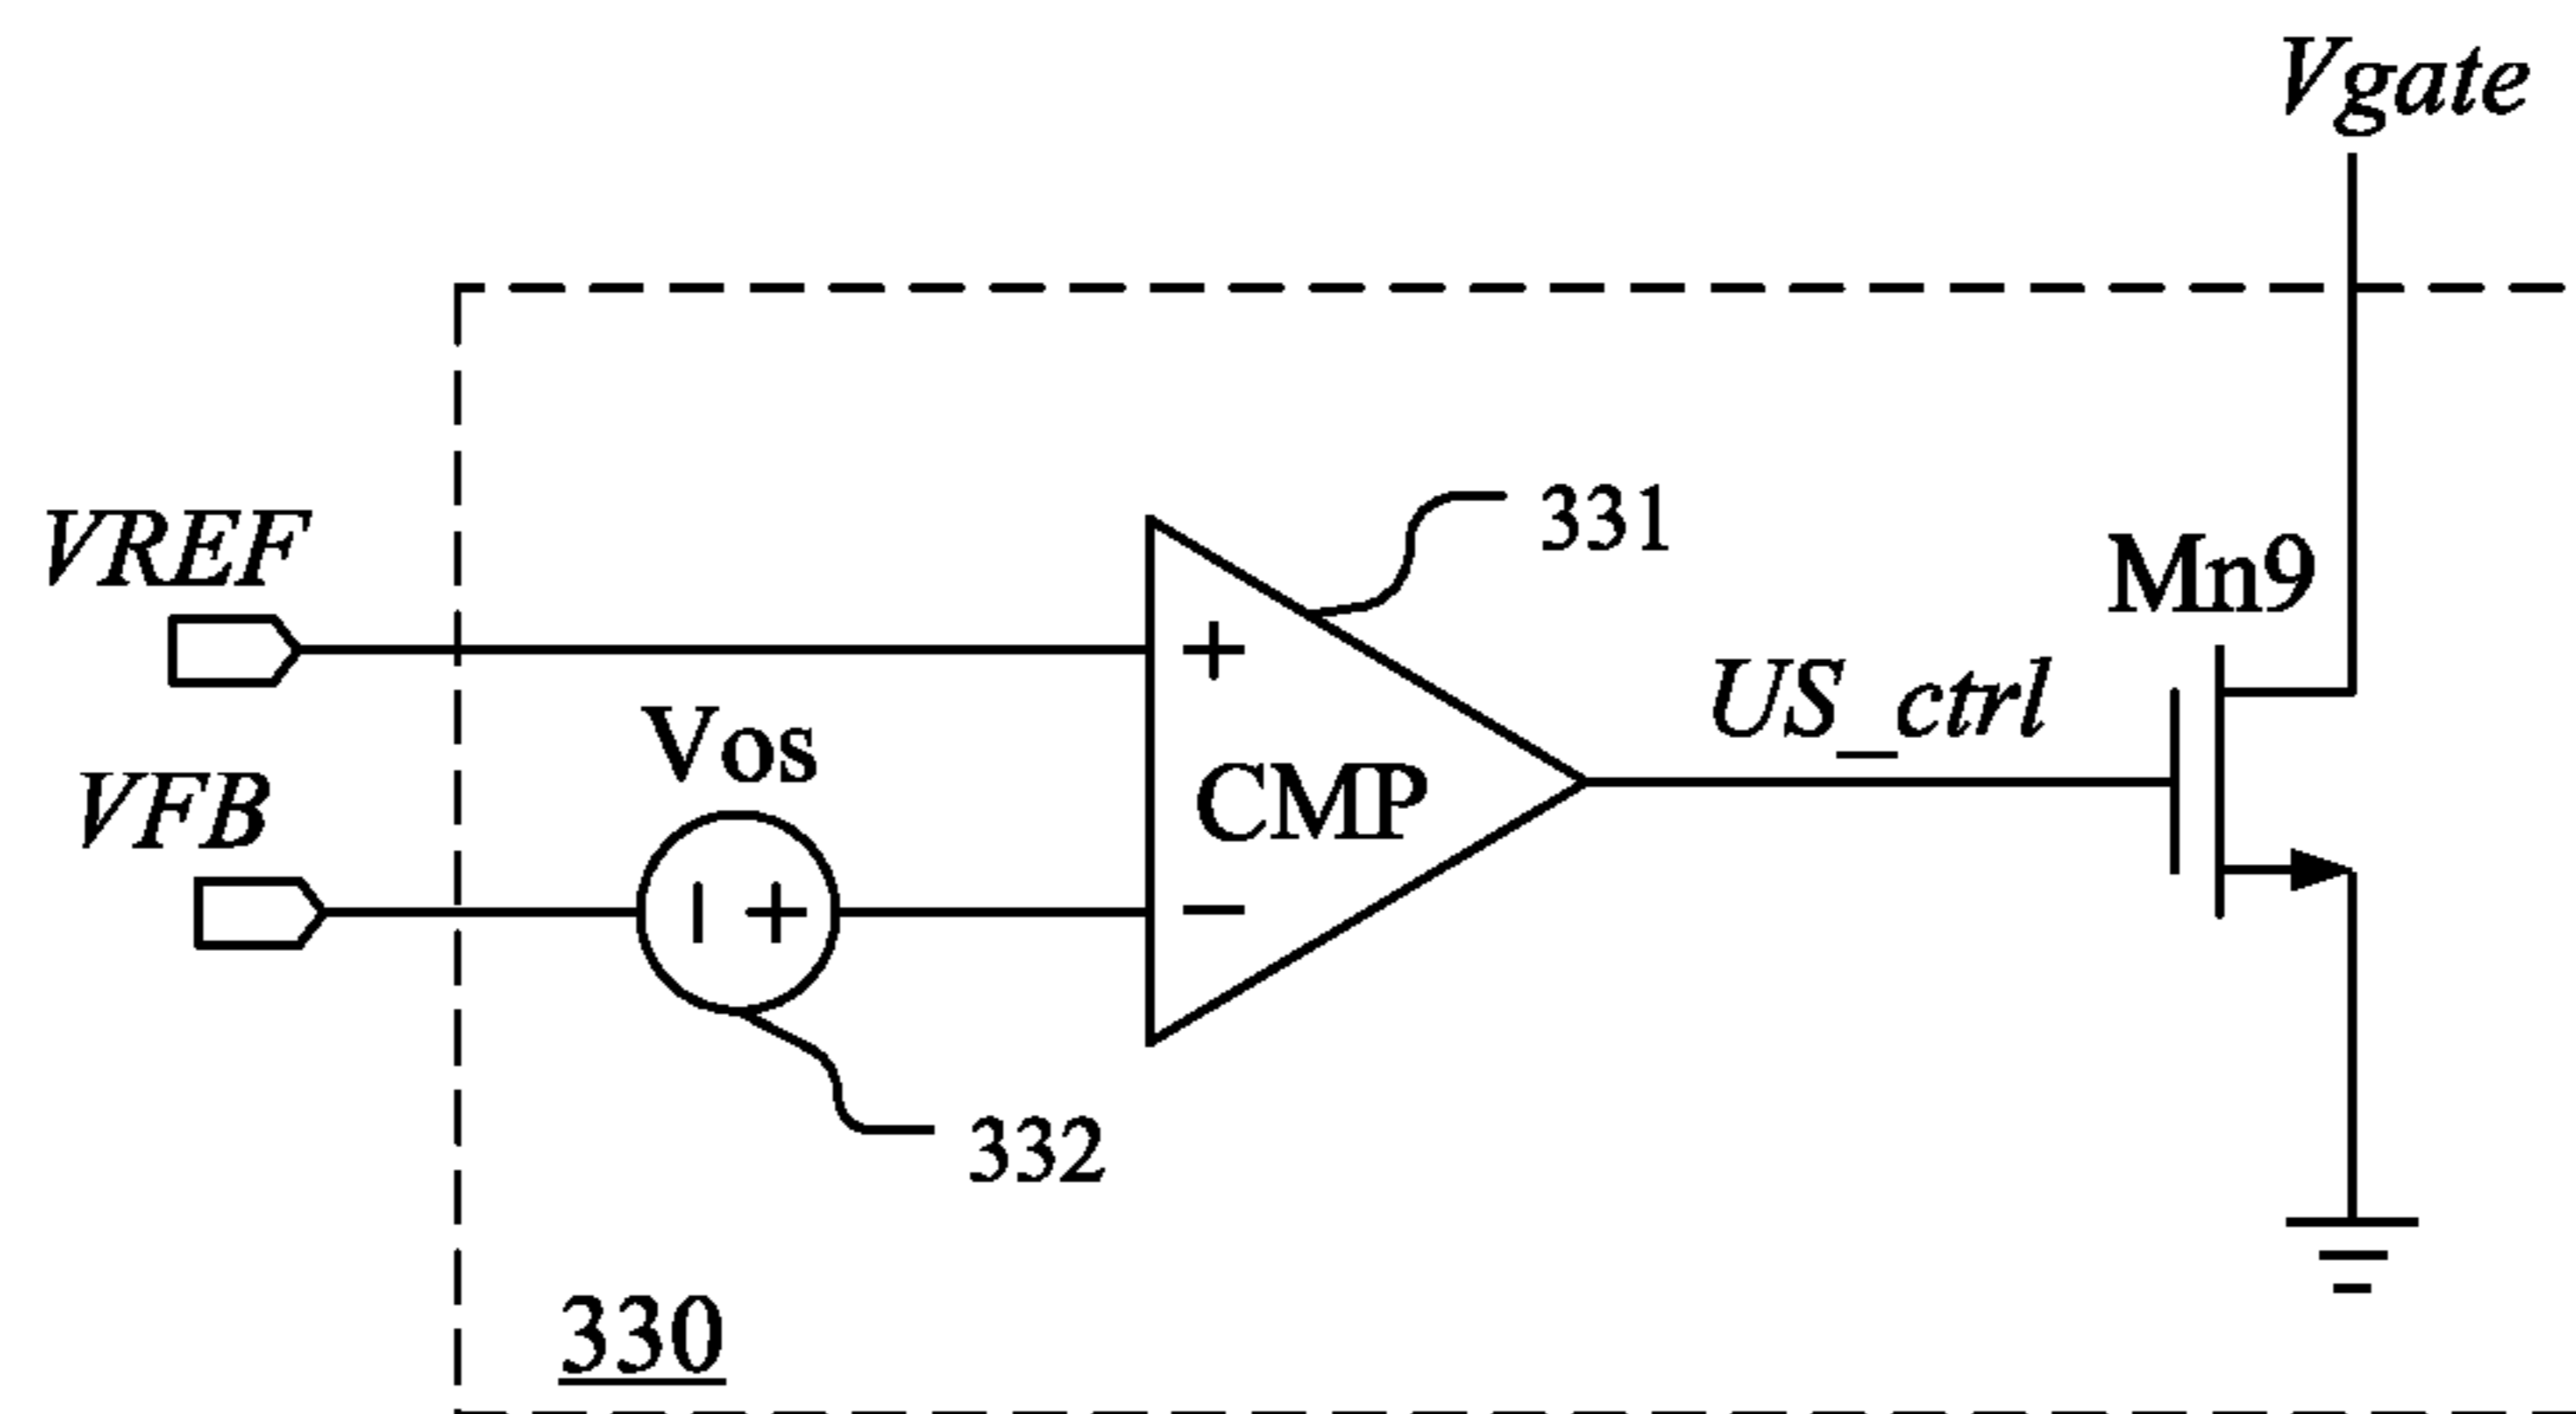 Vgate
VREF
331
Mn9
US_ctrl
Vos
VFB
+
CMP
- +
-
332
330